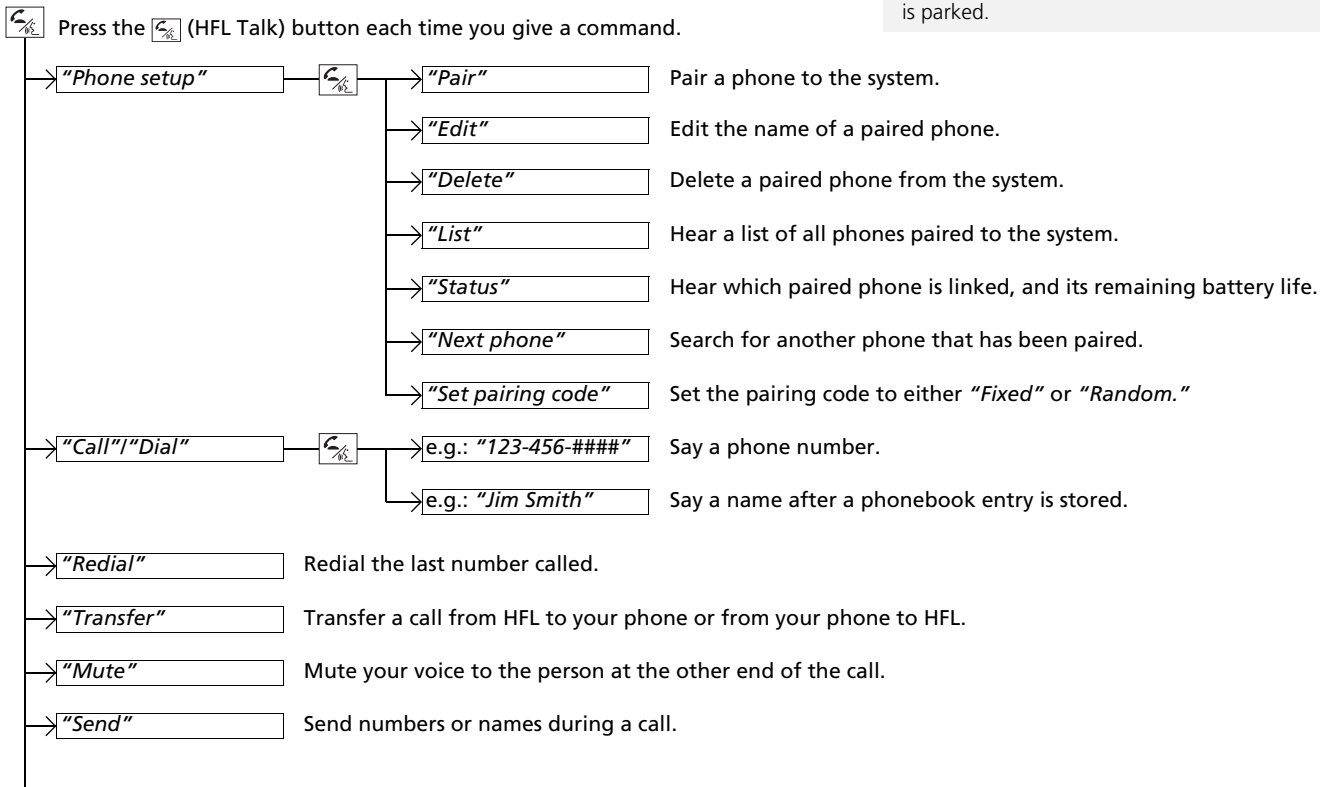 is parked.
Press the (HFL Talk) button each time you give a command.
"Phone setup"
"Pair" Pair a phone to the system.
"Edit" Edit the name of a paired phone.
"Delete" Delete a paired phone from the system.
"List" Hear a list of all phones paired to the system.
"Status" Hear which paired phone is linked, and its remaining battery life.
"Next phone" Search for another phone that has been paired.
"Set pairing code" Set the pairing code to either "Fixed" or "Random."
"Call"/"Dial"
e.g.: "123-456-####" Say a phone number.
e.g.: "Jim Smith" Say a name after a phonebook entry is stored.
"Redial" Redial the last number called.
"Transfer" Transfer a call from HFL to your phone or from your phone to HFL.
"Mute" Mute your voice to the person at the other end of the call.
"Send" Send numbers or names during a call.